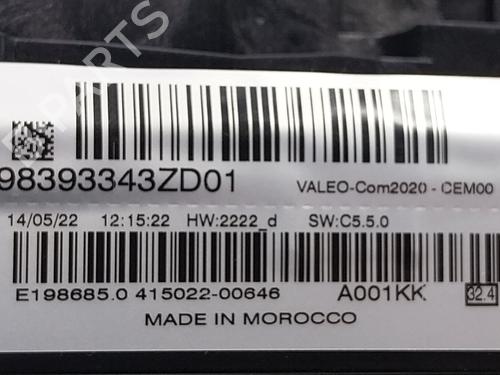 98393343ZD01
VALEO-Com2020 - CEM00
14/05/22 12:15:22 HW:2222_d SW:C5.5.0
E198685.0 415022-00646 A001KK 32.4
MADE IN MOROCCO